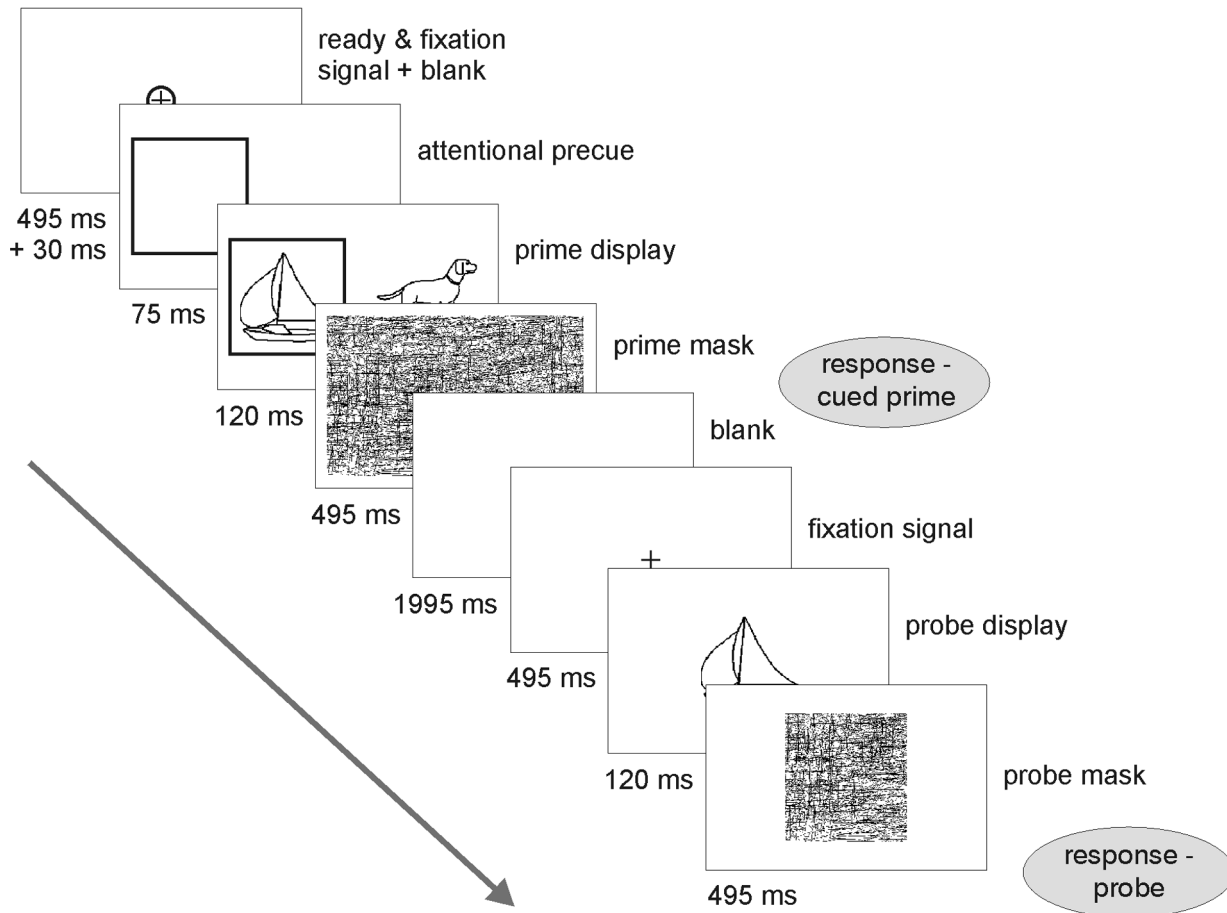 ready & fixation
signal + blank
attentional precue
495 ms
+ 30 ms
prime display
75 ms
prime mask
response -
cued prime
120 ms
blank
495 ms
fixation signal
1995 ms
probe display
495 ms
probe mask
120 ms
response -
probe
495 ms